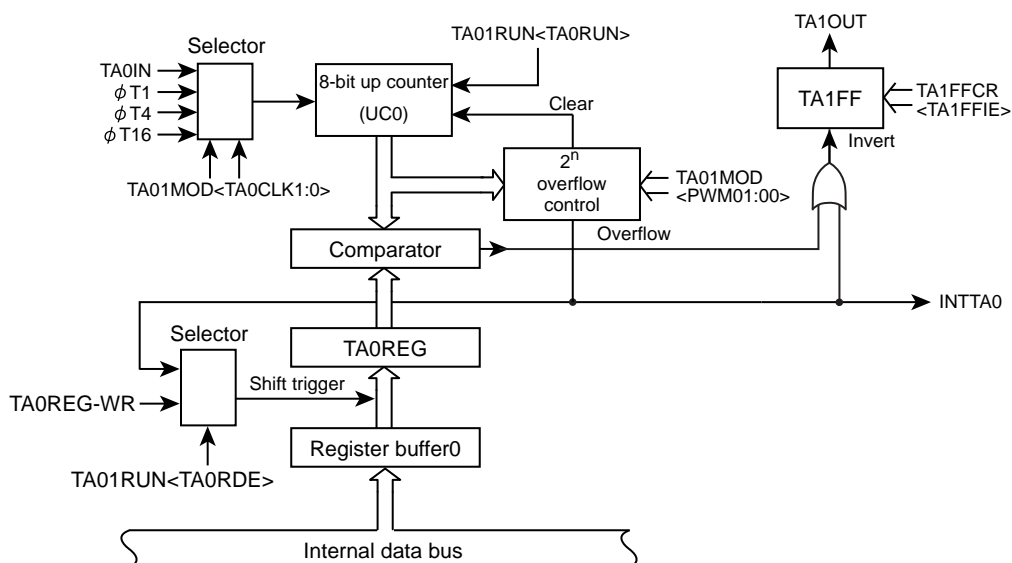 TA1OUT
TA01RUN<TA0RUN>
Selector
TA0IN
ϕT1
ϕT4
ϕT16
8-bit up counter
(UC0)
TA1FF
TA1FFCR
<TA1FFIE>
Clear
Invert
TA01MOD<TA0CLK1:0>
2ⁿ
overflow
control
TA01MOD
<PWM01:00>
Comparator
Overflow
INTTA0
Selector
TA0REG
Shift trigger
TA0REG-WR
Register buffer0
TA01RUN<TA0RDE>
Internal data bus